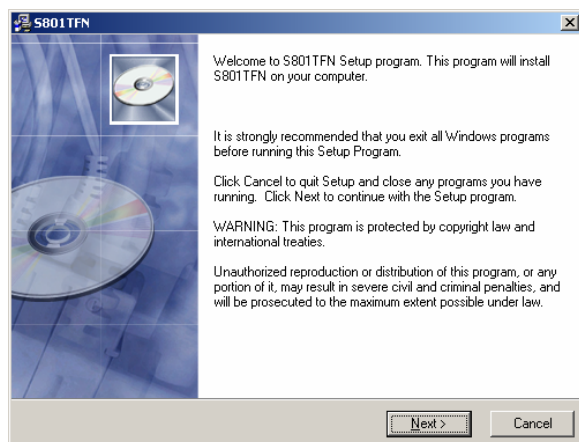 S801TFN
Welcome to S801TFN Setup program. This program will install
S801TFN on your computer.
It is strongly recommended that you exit all Windows programs
before running this Setup Program.
Click Cancel to quit Setup and close any programs you have
running. Click Next to continue with the Setup program.
WARNING: This program is protected by copyright law and
international treaties.
Unauthorized reproduction or distribution of this program, or any
portion of it, may result in severe civil and criminal penalties, and
will be prosecuted to the maximum extent possible under law.
Next >
Cancel